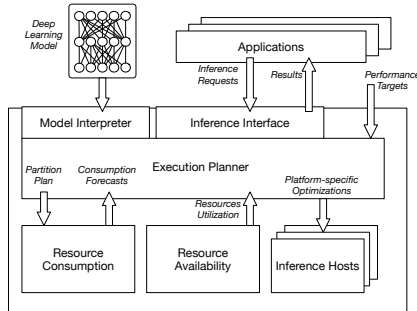 Deep
Learning
Model
Applications
Inference
Requests
Results
Performance
Targets
Model Interpreter
Inference Interface
Execution Planner
Partition
Plan
Consumption
Forecasts
Resources
Utilization
Platform-specific
Optimizations
Resource
Consumption
Resource
Availability
Inference Hosts